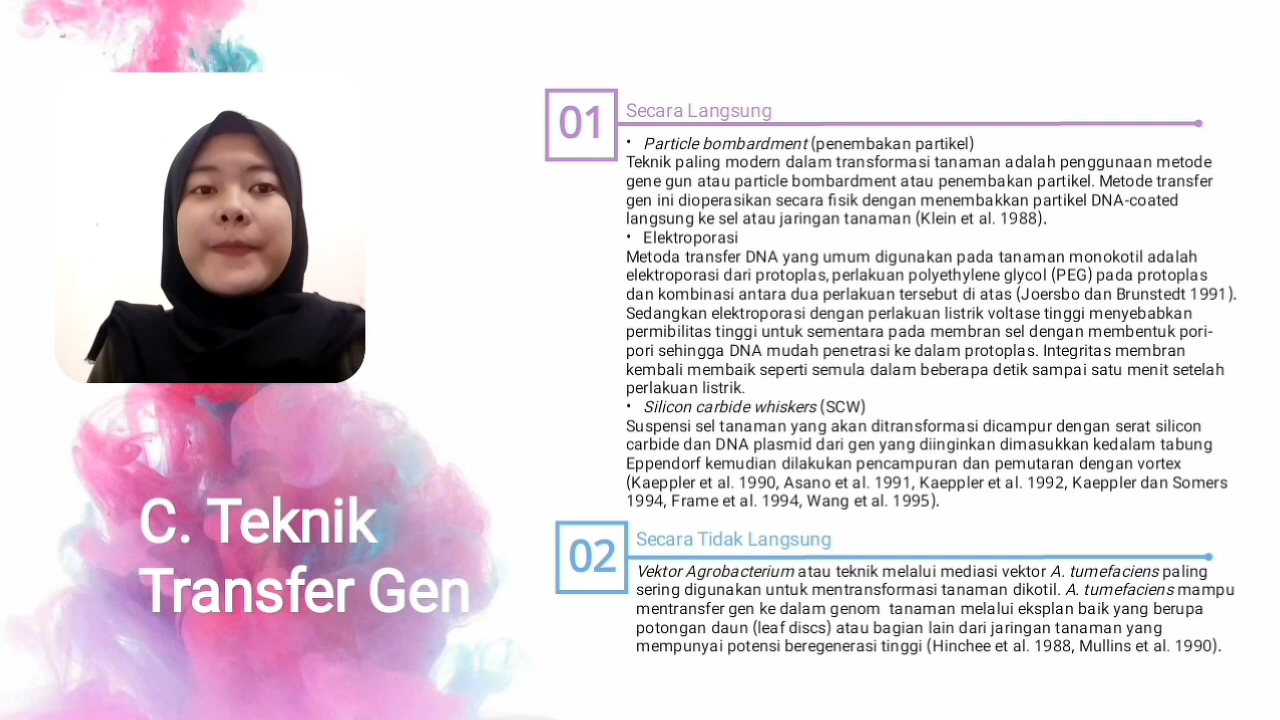 C. Teknik
Transfer Gen
01
Secara Langsung
• Particle bombardment (penembakan partikel)
Teknik paling modern dalam transformasi tanaman adalah penggunaan metode
gene gun atau particle bombardment atau penembakan partikel. Metode transfer
gen ini dioperasikan secara fisik dengan menembakkan partikel DNA-coated
langsung ke sel atau jaringan tanaman (Klein et al. 1988).
• Elektroporasi
Metoda transfer DNA yang umum digunakan pada tanaman monokotil adalah
elektroporasi dari protoplas, perlakuan polyethylene glycol (PEG) pada protoplas
dan kombinasi antara dua perlakuan tersebut di atas (Joersbo dan Brunstedt 1991).
Sedangkan elektroporasi dengan perlakuan listrik voltase tinggi menyebabkan
permibilitas tinggi untuk sementara pada membran sel dengan membentuk pori-
pori sehingga DNA mudah penetrasi ke dalam protoplas. Integritas membran
kembali membaik seperti semula dalam beberapa detik sampai satu menit setelah
perlakuan listrik.
• Silicon carbide whiskers (SCW)
Suspensi sel tanaman yang akan ditransformasi dicampur dengan serat silicon
carbide dan DNA plasmid dari gen yang diinginkan dimasukkan kedalam tabung
Eppendorf kemudian dilakukan pencampuran dan pemutaran dengan vortex
(Kaeppler et al. 1990, Asano et al. 1991, Kaeppler et al. 1992, Kaeppler dan Somers
1994, Frame et al. 1994, Wang et al. 1995).
02
Secara Tidak Langsung
Vektor Agrobacterium atau teknik melalui mediasi vektor A. tumefaciens paling
sering digunakan untuk mentransformasi tanaman dikotil. A. tumefaciens mampu
mentransfer gen ke dalam genom tanaman melalui eksplan baik yang berupa
potongan daun (leaf discs) atau bagian lain dari jaringan tanaman yang
mempunyai potensi beregenerasi tinggi (Hinchee et al. 1988, Mullins et al. 1990).